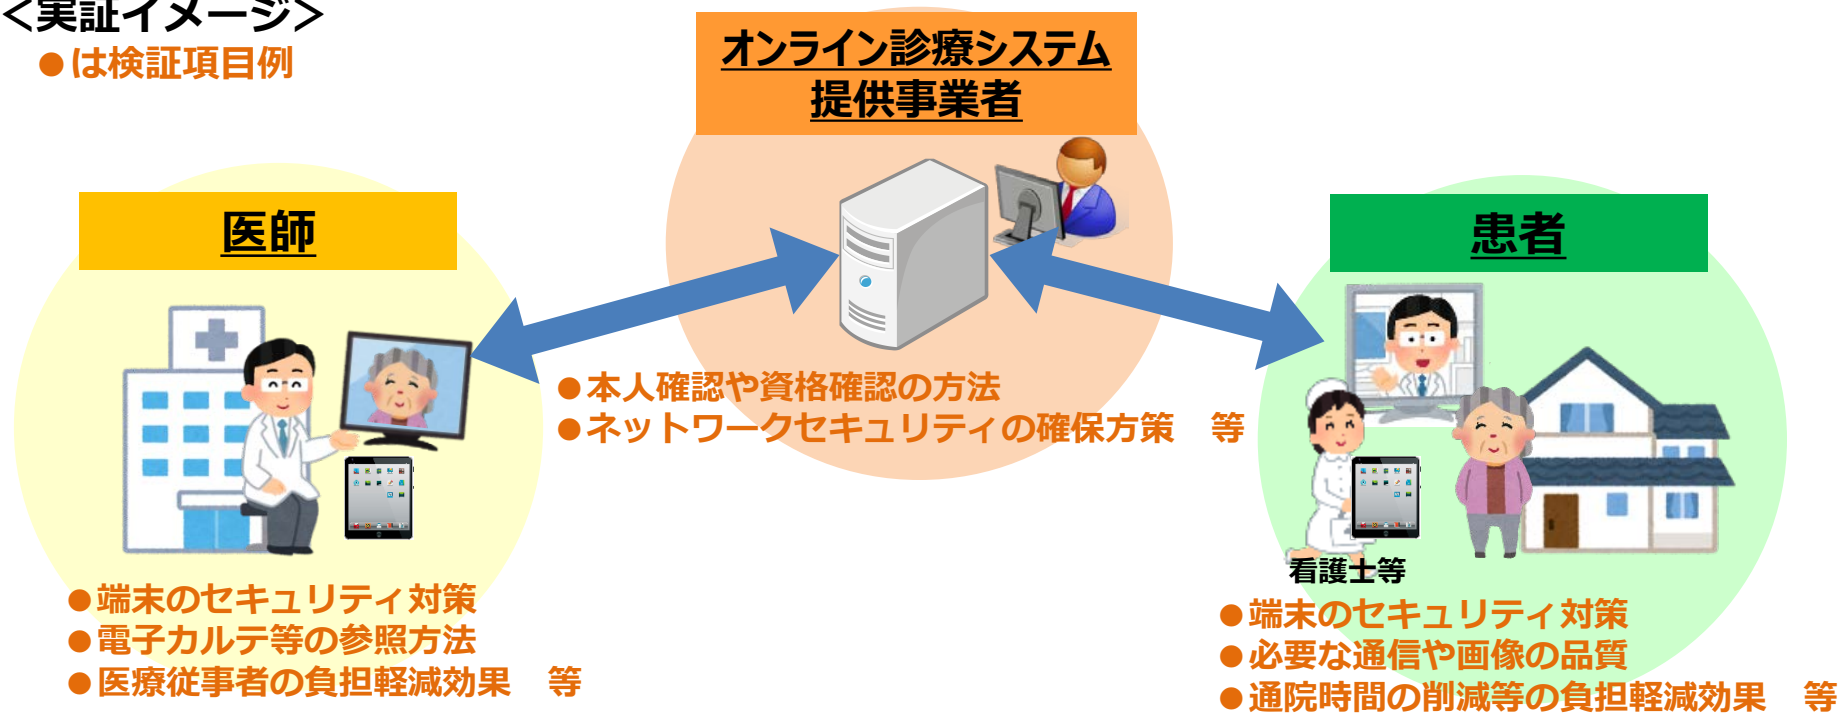 ＜実証イメージ＞
●は検証項目例
オンライン診療システム
提供事業者
医師
患者
●本人確認や資格確認の方法
●ネットワークセキュリティの確保方策　等
看護士等
●端末のセキュリティ対策
●電子カルテ等の参照方法
●医療従事者の負担軽減効果　等
●端末のセキュリティ対策
●必要な通信や画像の品質
●通院時間の削減等の負担軽減効果　等